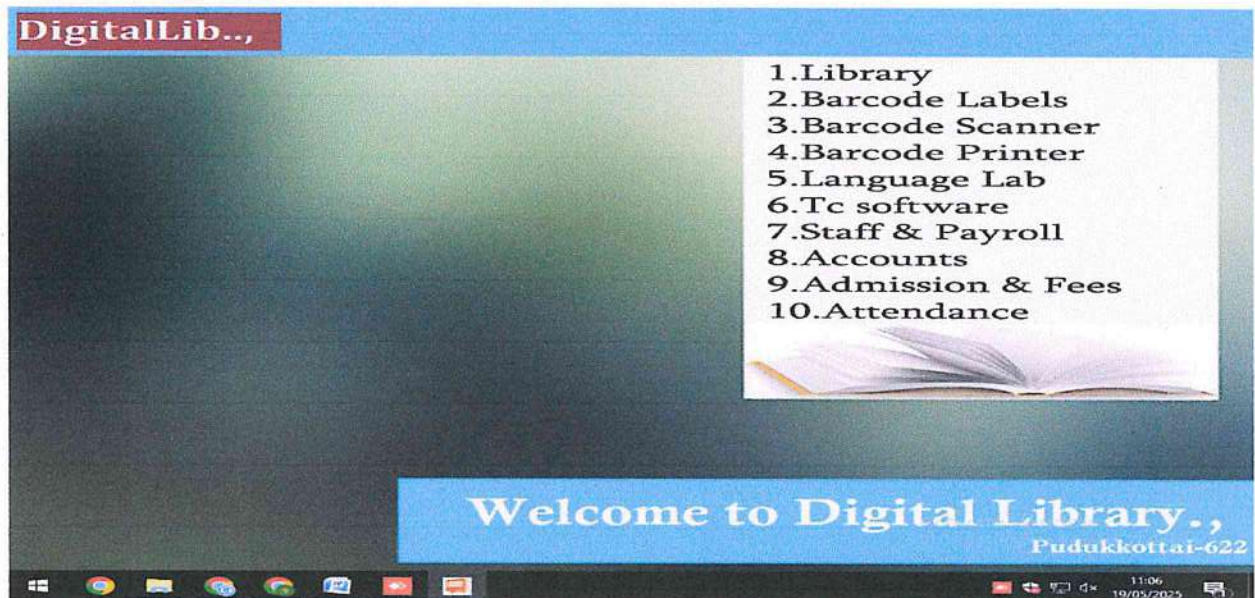 DigitalLib..,
1.Library
2.Barcode Labels
3.Barcode Scanner
4.Barcode Printer
5.Language Lab
6.Tc software
7.Staff & Payroll
8.Accounts
9.Admission & Fees
10.Attendance
Welcome to Digital Library.,
Pudukkottai-622
11:06
19/05/2025